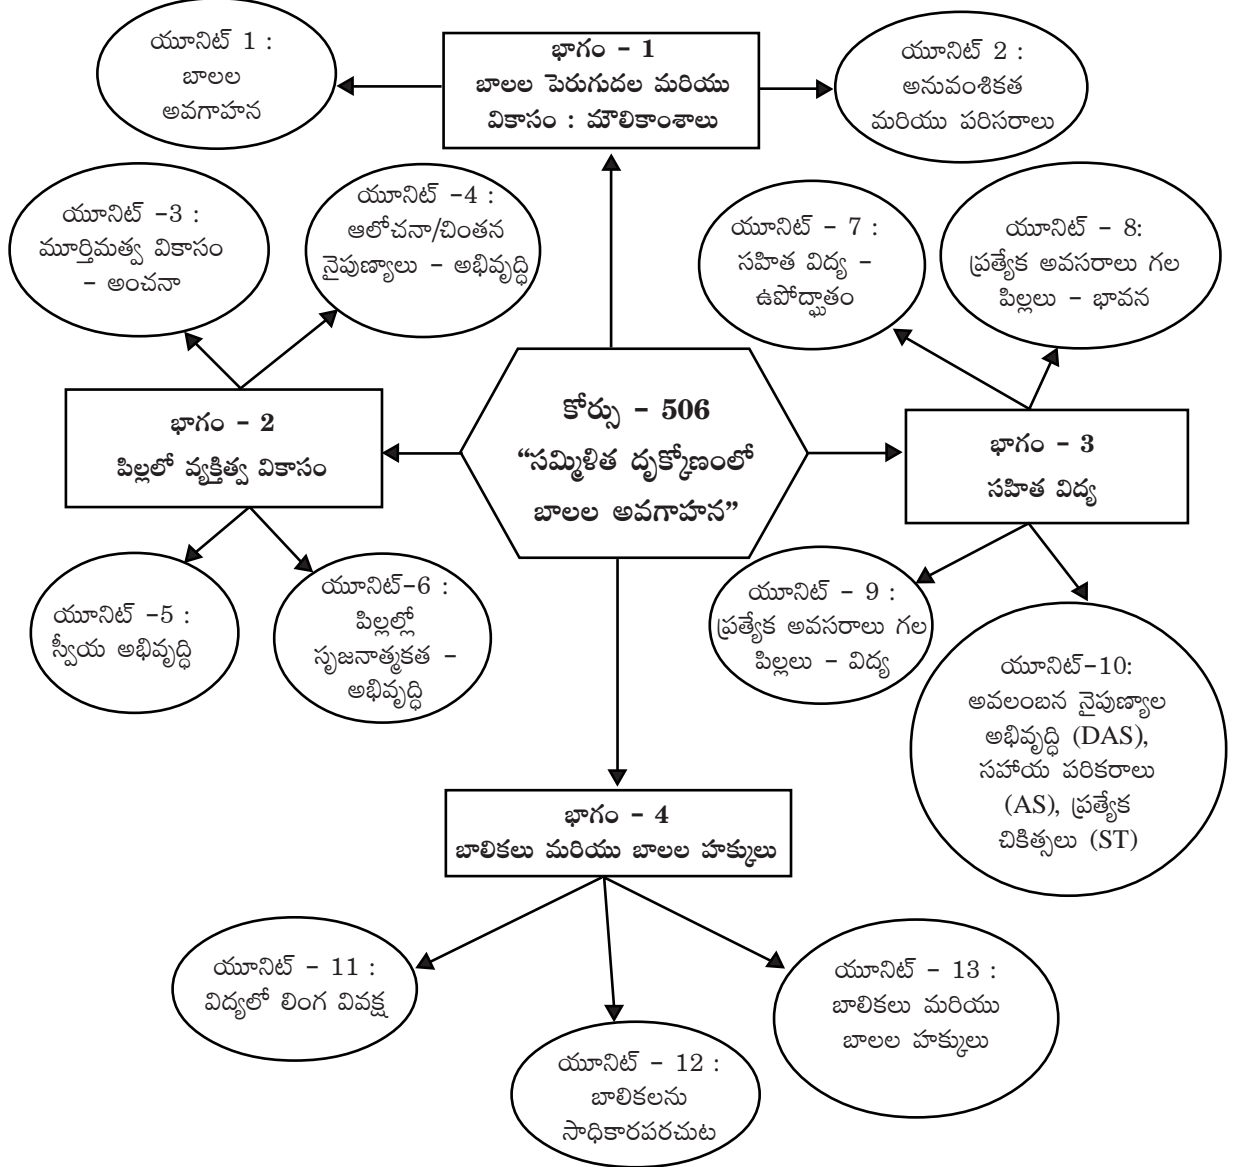 యూనిట్ 1 :
బాలల
అవగాహన
భాగం - 1
బాలల పెరుగుదల మరియు
వికాసం : మౌలికాంశాలు
యూనిట్ 2 :
అనువంశికత
మరియు పరిసరాలు
యూనిట్ -3 :
మూర్తిమత్వ వికాసం
- అంచనా
యూనిట్ -4 :
ఆలోచనా/చింతన
నైపుణ్యాలు - అభివృద్ధి
యూనిట్ - 7 :
సహిత విద్య -
ఉపోద్ఘాతం
యూనిట్ - 8:
ప్రత్యేక అవసరాలు గల
పిల్లలు - భావన
భాగం - 2
పిల్లలో వ్యక్తిత్వ వికాసం
కోర్సు - 506
“సమ్మిళిత దృక్కోణంలో
బాలల అవగాహన”
భాగం - 3
సహిత విద్య
యూనిట్ -5 :
స్వీయ అభివృద్ధి
యూనిట్-6 :
పిల్లల్లో
సృజనాత్మకత -
అభివృద్ధి
యూనిట్ - 9 :
ప్రత్యేక అవసరాలు గల
పిల్లలు - విద్య
యూనిట్-10:
అవలంబన నైపుణ్యాల
అభివృద్ధి (DAS),
సహాయ పరికరాలు
(AS), ప్రత్యేక
చికిత్సలు (ST)
భాగం - 4
బాలికలు మరియు బాలల హక్కులు
యూనిట్ - 11 :
విద్యలో లింగ వివక్ష
యూనిట్ - 12 :
బాలికలను
సాధికారపరచుట
యూనిట్ - 13 :
బాలికలు మరియు
బాలల హక్కులు